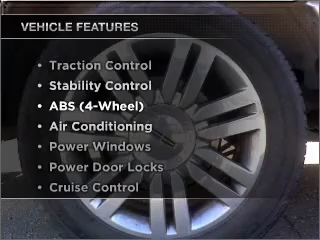 VEHICLE FEATURES
• Traction Control
• Stability Control
• ABS (4-Wheel)
• Air Conditioning
• Power Windows
• Power Door Locks
• Cruise Control